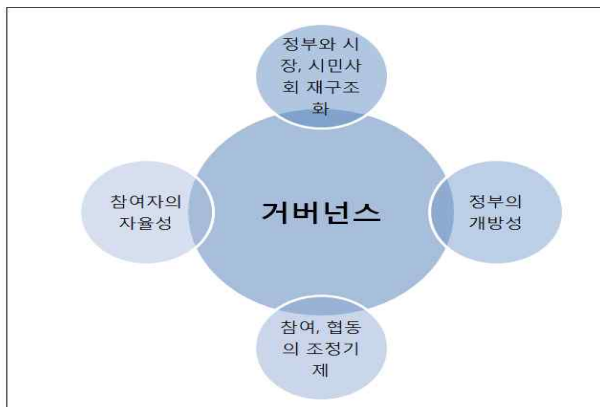 정부와 시
장, 시민사
회 재구조
화
참여자의
자율성
거버넌스
정부의
개방성
참여, 협동
의 조정기
제